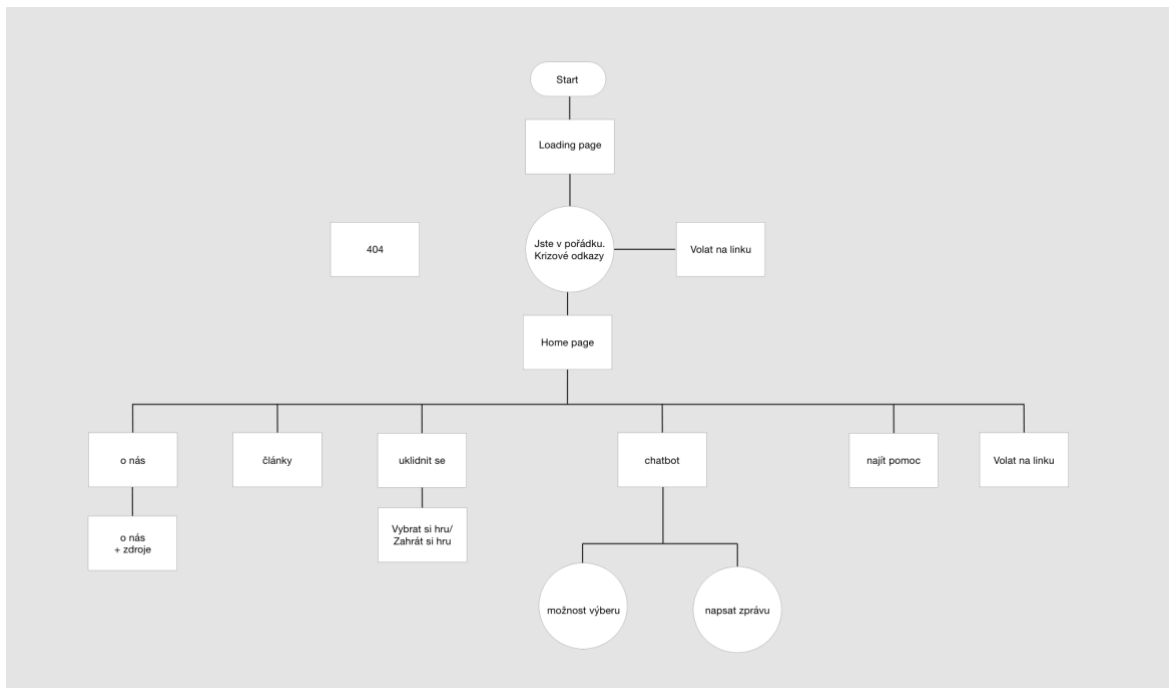 Start
Loading page
404
Jste v pořádku.
Krizové odkazy
Volat na linku
Home page
o nás
články
uklidnit se
chatbot
najít pomoc
Volat na linku
o nás
+ zdroje
Vybrat si hru/
Zahrát si hru
možnost výberu
napsat zprávu